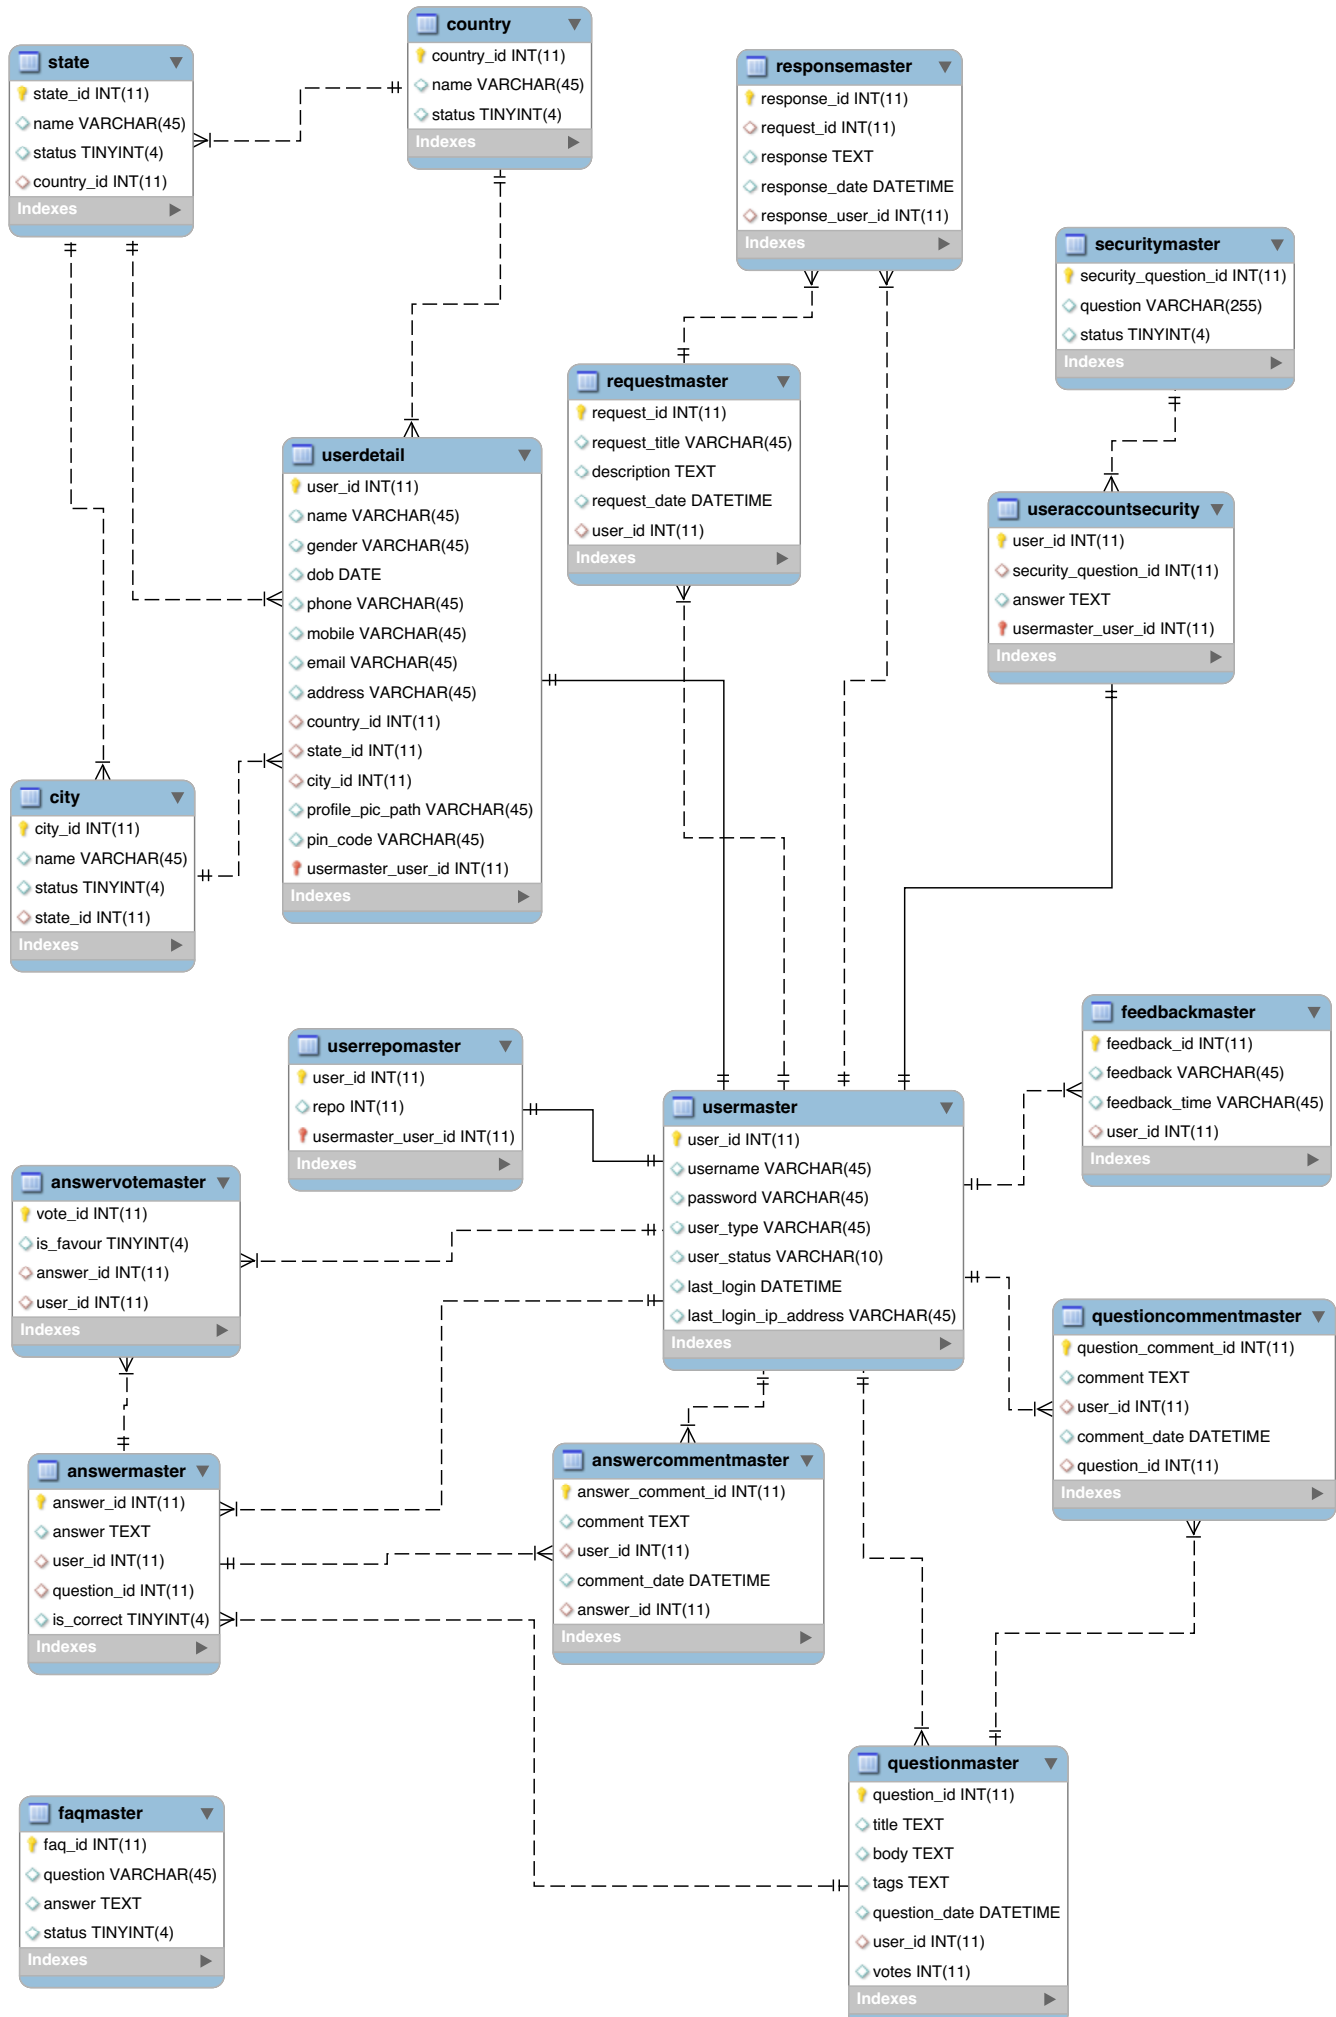 country
country_id INT(11)
name VARCHAR(45)
status TINYINT(4)
Indexes
state
state_id INT(11)
name VARCHAR(45)
status TINYINT(4)
country_id INT(11)
Indexes
responsemaster
response_id INT(11)
request_id INT(11)
response TEXT
response_date DATETIME
response_user_id INT(11)
Indexes
securitymaster
security_question_id INT(11)
question VARCHAR(255)
status TINYINT(4)
Indexes
requestmaster
request_id INT(11)
request_title VARCHAR(45)
description TEXT
request_date DATETIME
user_id INT(11)
Indexes
userdetail
user_id INT(11)
name VARCHAR(45)
gender VARCHAR(45)
dob DATE
phone VARCHAR(45)
mobile VARCHAR(45)
email VARCHAR(45)
address VARCHAR(45)
country_id INT(11)
state_id INT(11)
city_id INT(11)
profile_pic_path VARCHAR(45)
pin_code VARCHAR(45)
usermaster_user_id INT(11)
Indexes
useraccountsecurity
user_id INT(11)
security_question_id INT(11)
answer TEXT
usermaster_user_id INT(11)
Indexes
city
city_id INT(11)
name VARCHAR(45)
status TINYINT(4)
state_id INT(11)
Indexes
feedbackmaster
feedback_id INT(11)
feedback VARCHAR(45)
feedback_time VARCHAR(45)
user_id INT(11)
Indexes
userrepomaster
user_id INT(11)
repo INT(11)
usermaster_user_id INT(11)
Indexes
usermaster
user_id INT(11)
username VARCHAR(45)
password VARCHAR(45)
user_type VARCHAR(45)
user_status VARCHAR(10)
last_login DATETIME
last_login_ip_address VARCHAR(45)
Indexes
answervotemaster
vote_id INT(11)
is_favour TINYINT(4)
answer_id INT(11)
user_id INT(11)
Indexes
questioncommentmaster
question_comment_id INT(11)
comment TEXT
user_id INT(11)
comment_date DATETIME
question_id INT(11)
Indexes
answermaster
answer_id INT(11)
answer TEXT
user_id INT(11)
question_id INT(11)
is_correct TINYINT(4)
Indexes
answercommentmaster
answer_comment_id INT(11)
comment TEXT
user_id INT(11)
comment_date DATETIME
answer_id INT(11)
Indexes
questionmaster
question_id INT(11)
title TEXT
body TEXT
tags TEXT
question_date DATETIME
user_id INT(11)
votes INT(11)
Indexes
faqmaster
faq_id INT(11)
question VARCHAR(45)
answer TEXT
status TINYINT(4)
Indexes